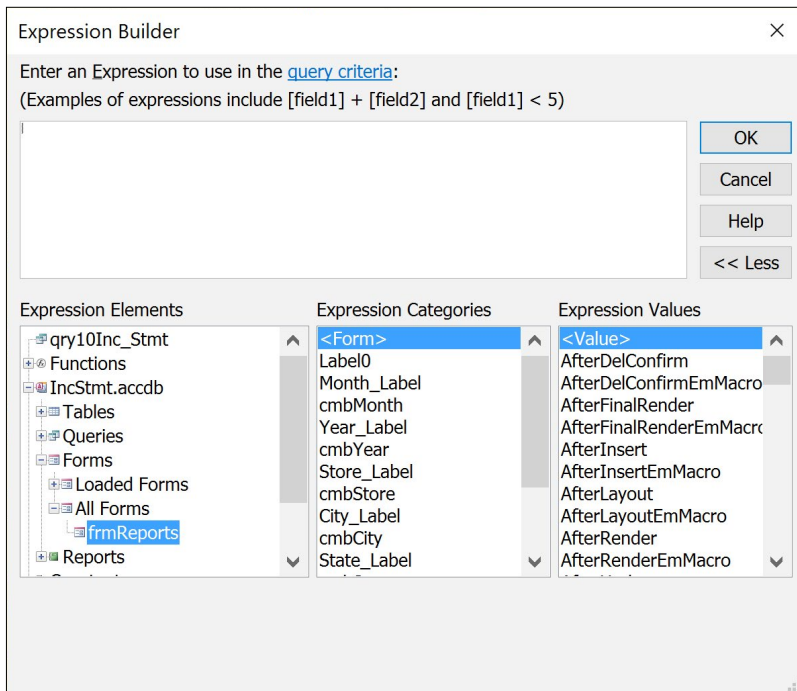 Expression Builder
Enter an Expression to use in the query criteria:
(Examples of expressions include [field1] + [field2] and [field1] < 5)
OK
Cancel
Help
<< Less
Expression Elements
qry10Inc_Stmt
Functions
IncStmt.accdb
Tables
Queries
Forms
Loaded Forms
All Forms
frmReports
Reports
Expression Categories
<Form>
Label0
Month_Label
cmbMonth
Year_Label
cmbYear
Store_Label
cmbStore
City_Label
cmbCity
State_Label
Expression Values
<Value>
AfterDelConfirm
AfterDelConfirmEmMacro
AfterFinalRender
AfterFinalRenderEmMacro
AfterInsert
AfterInsertEmMacro
AfterLayout
AfterLayoutEmMacro
AfterRender
AfterRenderEmMacro